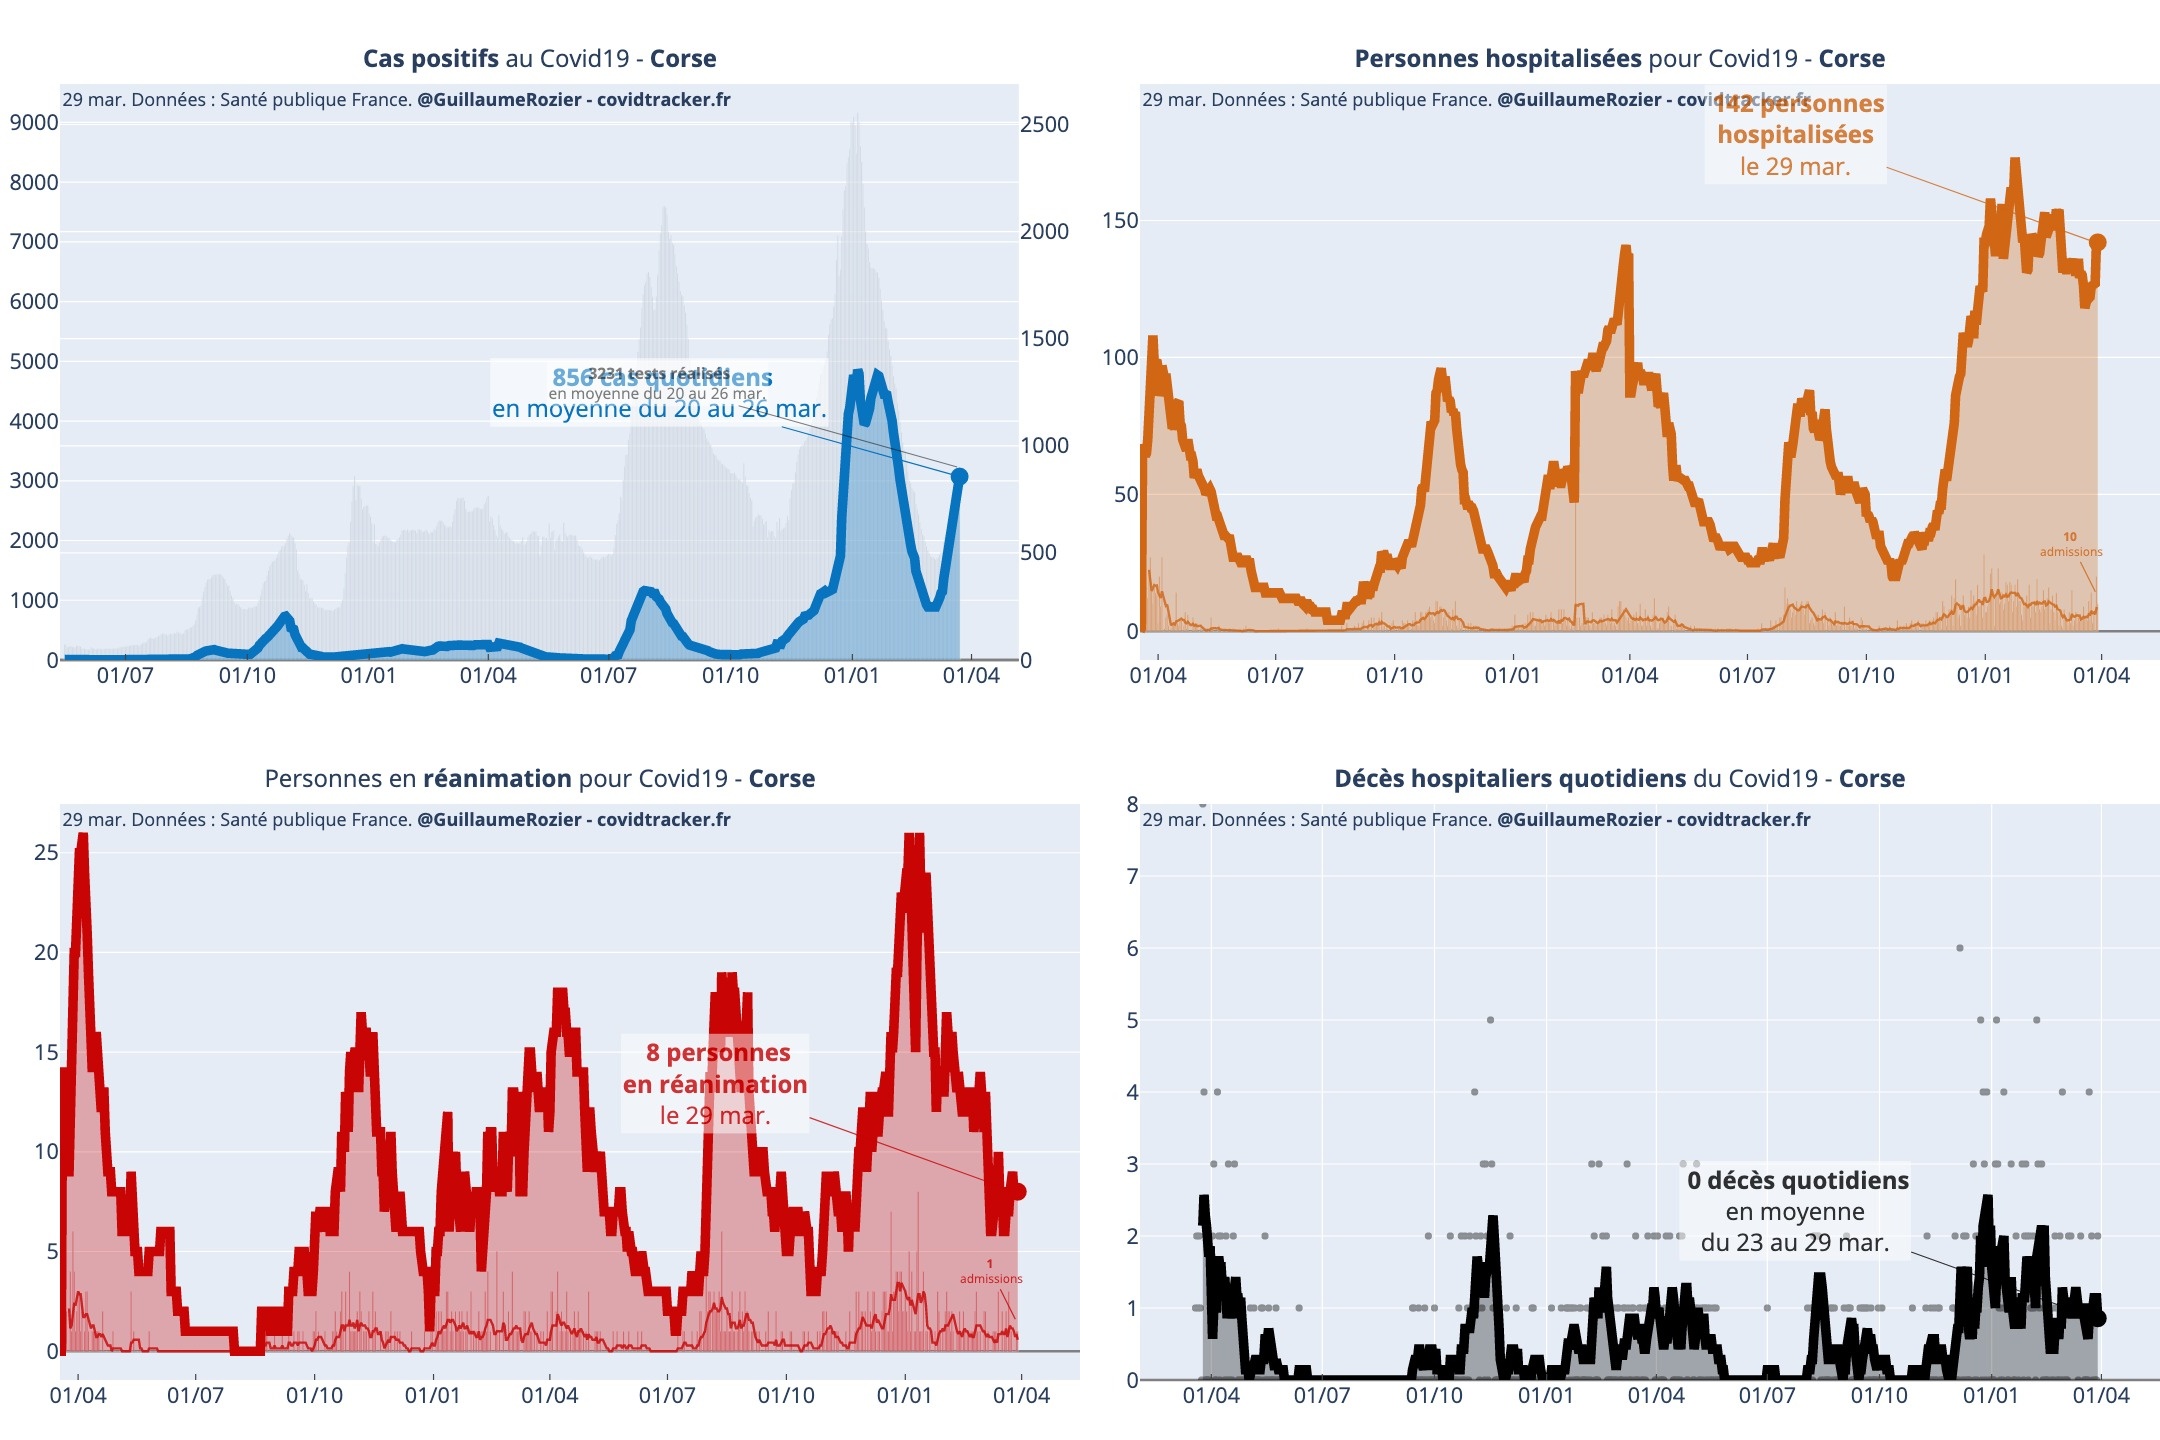 Cas positifs au Covid19 - Corse
29 mar. Données : Santé publique France. @GuillaumeRozier - covidtracker.fr
9000
8000
7000
6000
5000
4000
3000
2000
1000
0
2500
2000
1500
1000
500
0
3231 tests réalisés
856 cas quotidiens
en moyenne du 20 au 26 mar.
en moyenne du 20 au 26 mar.
01/07 01/10 01/01 01/04 01/07 01/10 01/01 01/04
Personnes hospitalisées pour Covid19 - Corse
29 mar. Données : Santé publique France. @GuillaumeRozier - covidtracker.fr
142 personnes
hospitalisées
le 29 mar.
150
100
50
0
10
admissions
01/04 01/07 01/10 01/01 01/04 01/07 01/10 01/01 01/04
Personnes en réanimation pour Covid19 - Corse
29 mar. Données : Santé publique France. @GuillaumeRozier - covidtracker.fr
25
20
15
10
5
0
8 personnes
en réanimation
le 29 mar.
1
admissions
01/04 01/07 01/10 01/01 01/04 01/07 01/10 01/01 01/04
Décès hospitaliers quotidiens du Covid19 - Corse
29 mar. Données : Santé publique France. @GuillaumeRozier - covidtracker.fr
8
7
6
5
4
3
2
1
0
0 décès quotidiens
en moyenne
du 23 au 29 mar.
01/04 01/07 01/10 01/01 01/04 01/07 01/10 01/01 01/04